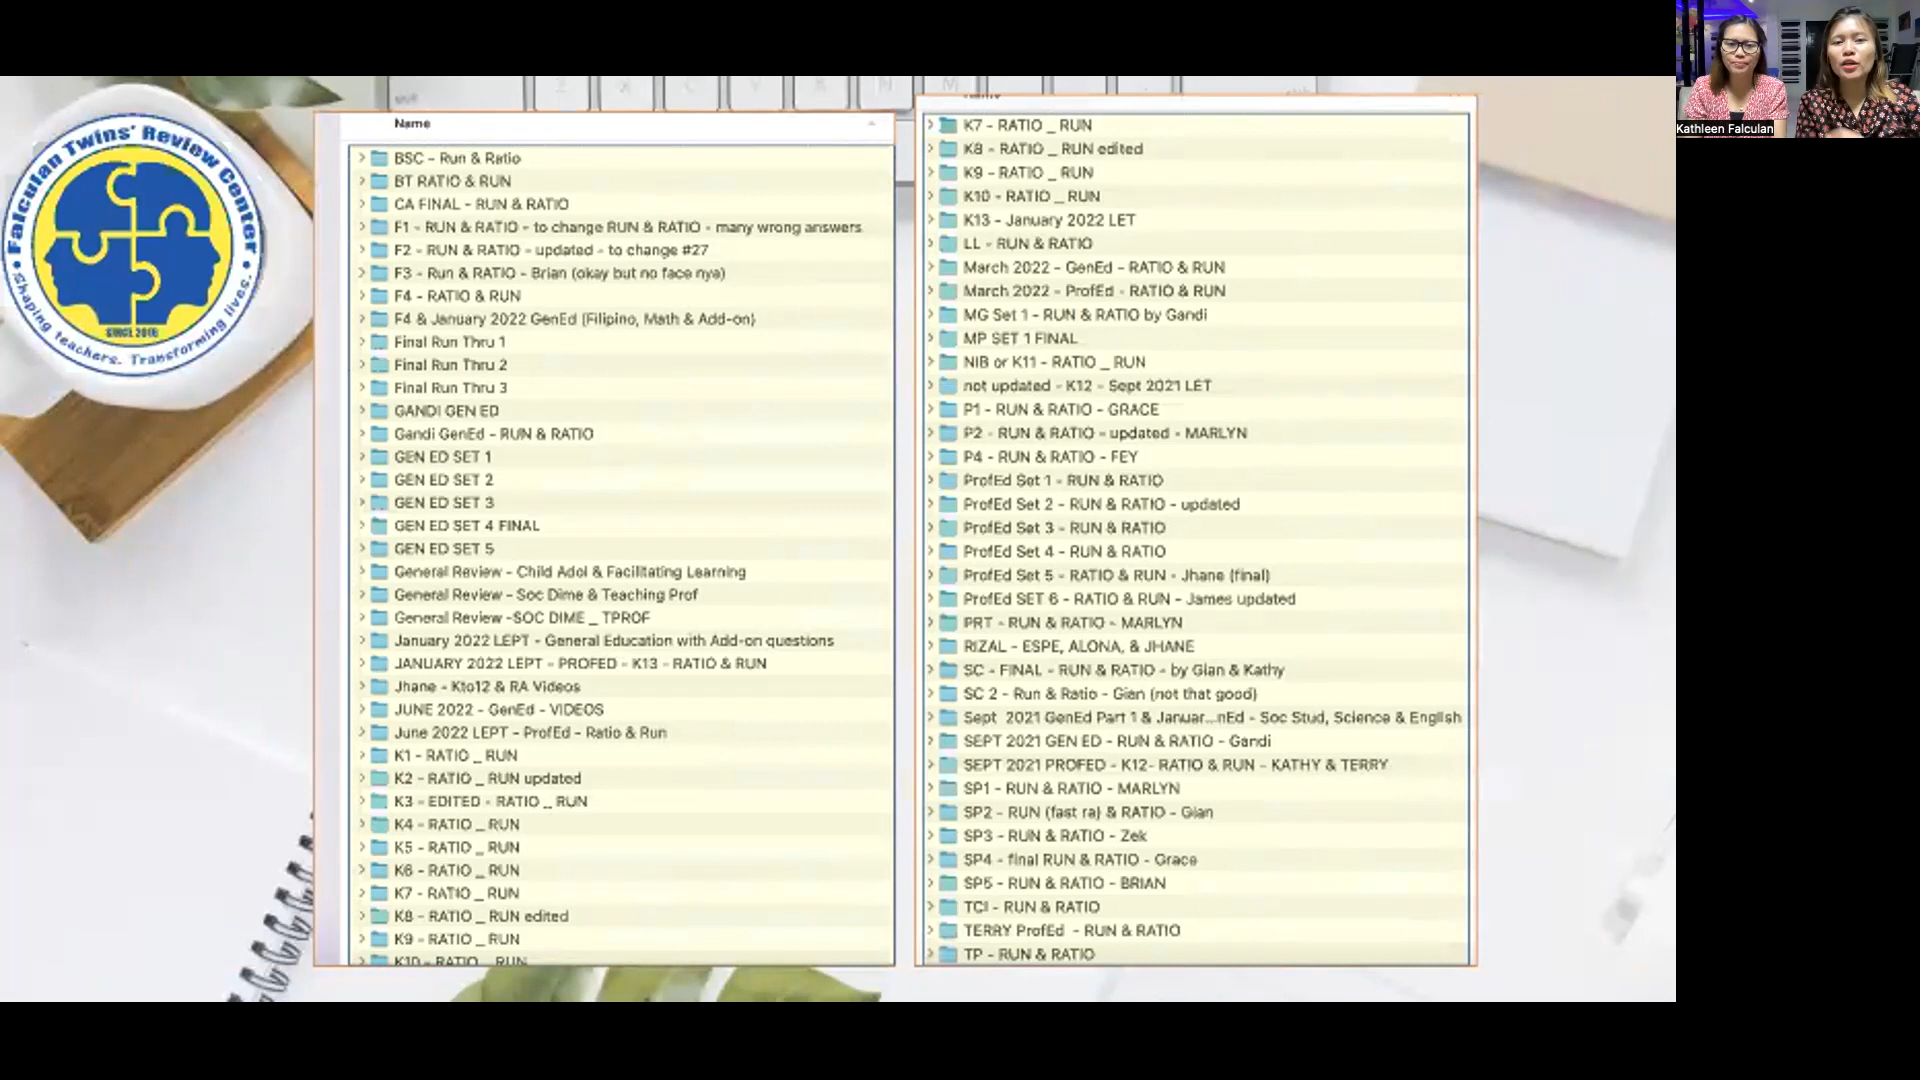 Falculan Twins' Review Center
SINCE 2016
Shaping teachers. Transforming lives.
Name
BSC - Run & Ratio
BT RATIO & RUN
CA FINAL - RUN & RATIO
F1 - RUN & RATIO - to change RUN & RATIO - many wrong answers
F2 - RUN & RATIO - updated - to change #27
F3 - Run & RATIO - Brian (okay but no face nya)
F4 - RATIO & RUN
F4 & January 2022 GenEd (Filipino, Math & Add-on)
Final Run Thru 1
Final Run Thru 2
Final Run Thru 3
GANDI GEN ED
Gandi GenEd - RUN & RATIO
GEN ED SET 1
GEN ED SET 2
GEN ED SET 3
GEN ED SET 4 FINAL
GEN ED SET 5
General Review - Child Adol & Facilitating Learning
General Review - Soc Dime & Teaching Prof
General Review -SOC DIME _ TPROF
January 2022 LEPT - General Education with Add-on questions
JANUARY 2022 LEPT - PROFED - K13 - RATIO & RUN
Jhane - Kto12 & RA Videos
JUNE 2022 - GenEd - VIDEOS
June 2022 LEPT - ProfEd - Ratio & Run
K1 - RATIO _ RUN
K2 - RATIO _ RUN updated
K3 - EDITED - RATIO _ RUN
K4 - RATIO _ RUN
K5 - RATIO _ RUN
K6 - RATIO _ RUN
K7 - RATIO _ RUN
K8 - RATIO _ RUN edited
K9 - RATIO _ RUN
K10 - RATIO _ RUN
K7 - RATIO _ RUN
K8 - RATIO _ RUN edited
K9 - RATIO _ RUN
K10 - RATIO _ RUN
K13 - January 2022 LET
LL - RUN & RATIO
March 2022 - GenEd - RATIO & RUN
March 2022 - ProfEd - RATIO & RUN
MG Set 1 - RUN & RATIO by Gandi
MP SET 1 FINAL
NIB or K11 - RATIO _ RUN
not updated - K12 - Sept 2021 LET
P1 - RUN & RATIO - GRACE
P2 - RUN & RATIO - updated - MARLYN
P4 - RUN & RATIO - FEY
ProfEd Set 1 - RUN & RATIO
ProfEd Set 2 - RUN & RATIO - updated
ProfEd Set 3 - RUN & RATIO
ProfEd Set 4 - RUN & RATIO
ProfEd Set 5 - RATIO & RUN - Jhane (final)
ProfEd SET 6 - RATIO & RUN - James updated
PRT - RUN & RATIO - MARLYN
RIZAL - ESPE, ALONA, & JHANE
SC - FINAL - RUN & RATIO - by Gian & Kathy
SC 2 - Run & Ratio - Gien (not that good)
Sept 2021 GenEd Part 1 & Januar...nEd - Soc Stud, Science & English
SEPT 2021 GEN ED - RUN & RATIO - Gandi
SEPT 2021 PROFED - K12- RATIO & RUN - KATHY & TERRY
SP1 - RUN & RATIO - MARLYN
SP2 - RUN (fast ra) & RATIO - Gian
SP3 - RUN & RATIO - Zek
SP4 - final RUN & RATIO - Grace
SP5 - RUN & RATIO - BRIAN
TCI - RUN & RATIO
TERRY ProfEd - RUN & RATIO
TP - RUN & RATIO
Kathleen Falculan